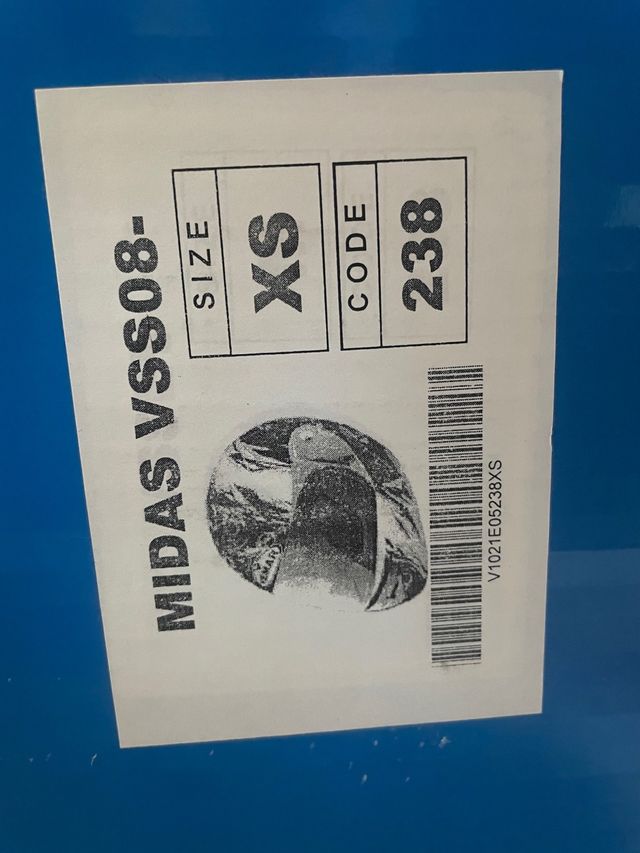 MIDAS VSS08-
SIZE
XS
CODE
238
V1021E05238XS